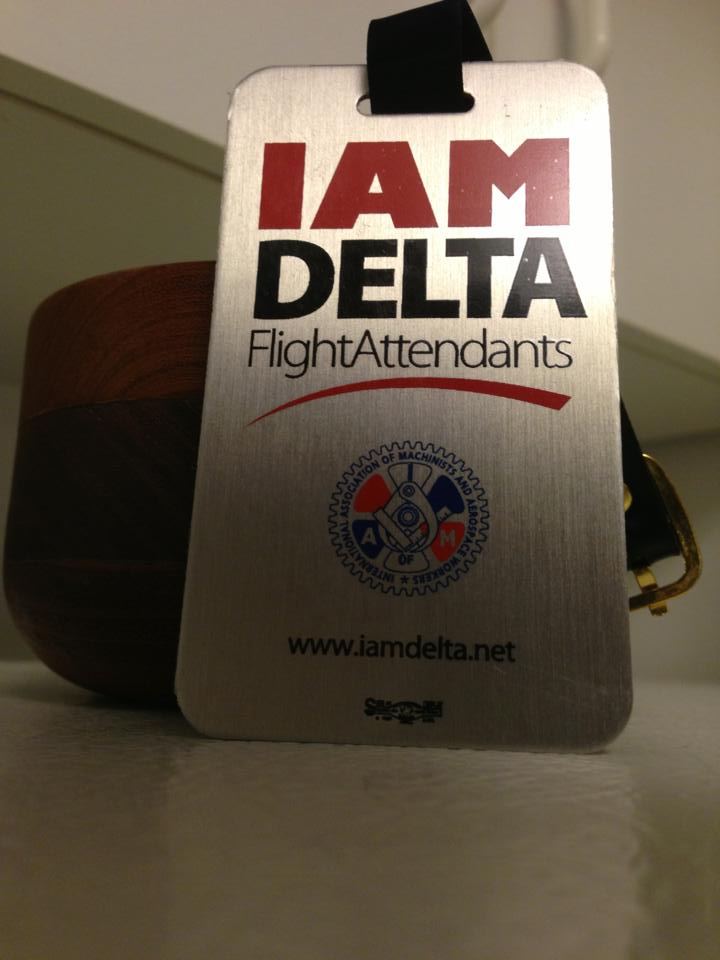 IAM
DELTA
FlightAttendants
INTERNATIONAL ASSOCIATION OF MACHINISTS AND AEROSPACE WORKERS
A M
OF
www.iamdelta.net